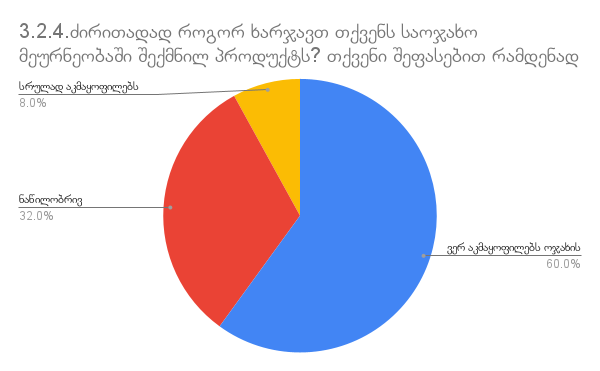 3.2.4.ძირითადად როგორ ხარჯავთ თქვენს საოჯახო
მეურნეობაში შექმნილ პროდუქტს? თქვენი შეფასებით რამდენად
სრულად აკმაყოფილებს
8.0%
ნაწილობრივ
32.0%
ვერ აკმაყოფილებს ოჯახის
60.0%